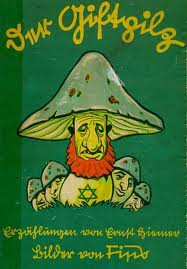 Der Giftpilz
Erzählungen von Ernst Hiemer
Bilder von Fips